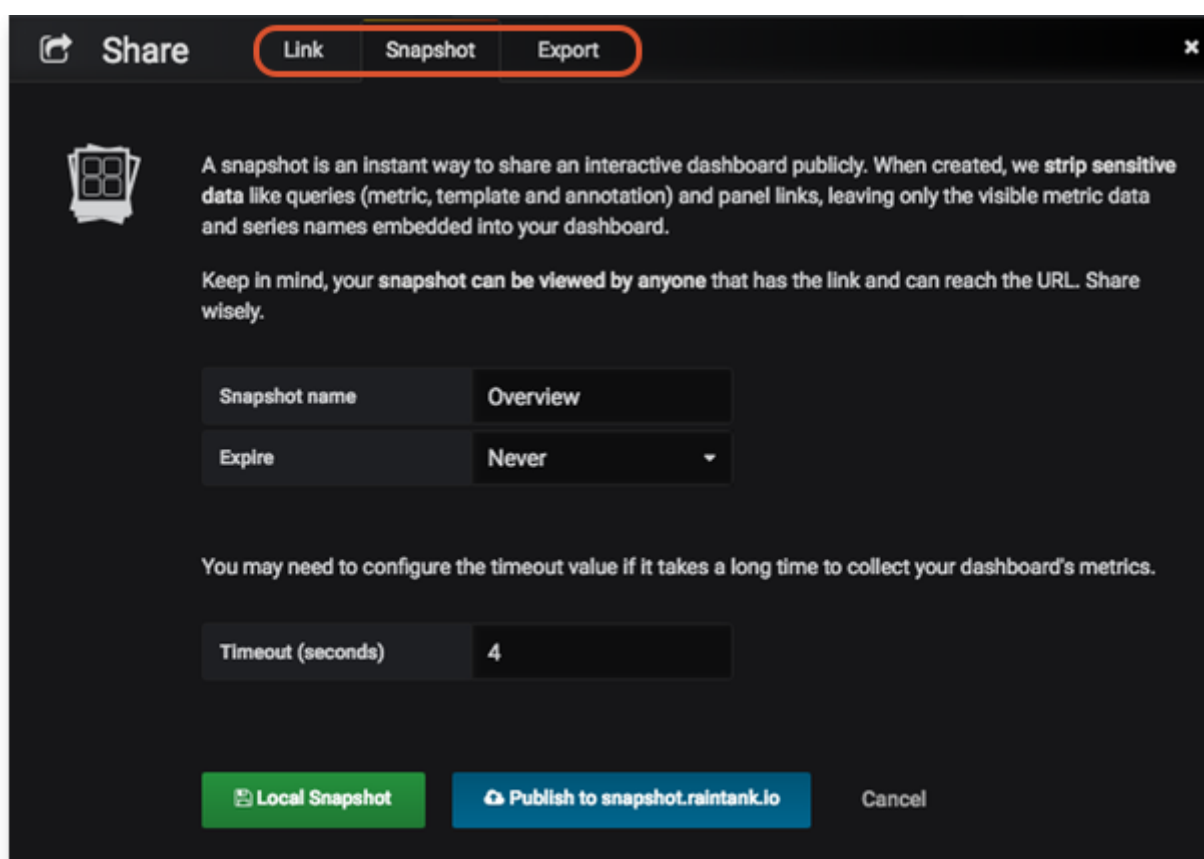 Share
Link
Snapshot
Export
A snapshot is an instant way to share an interactive dashboard publicly. When created, we strip sensitive
data like queries (metric, template and annotation) and panel links, leaving only the visible metric data
and series names embedded into your dashboard.
Keep in mind, your snapshot can be viewed by anyone that has the link and can reach the URL. Share
wisely.
Snapshot name
Overview
Expire
Never
You may need to configure the timeout value if it takes a long time to collect your dashboard's metrics.
Timeout (seconds)
4
Local Snapshot
Publish to snapshot.raintank.io
Cancel